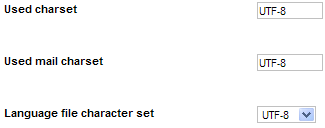 Used charset UTF-8
Used mail charset UTF-8
Language file character set UTF-8